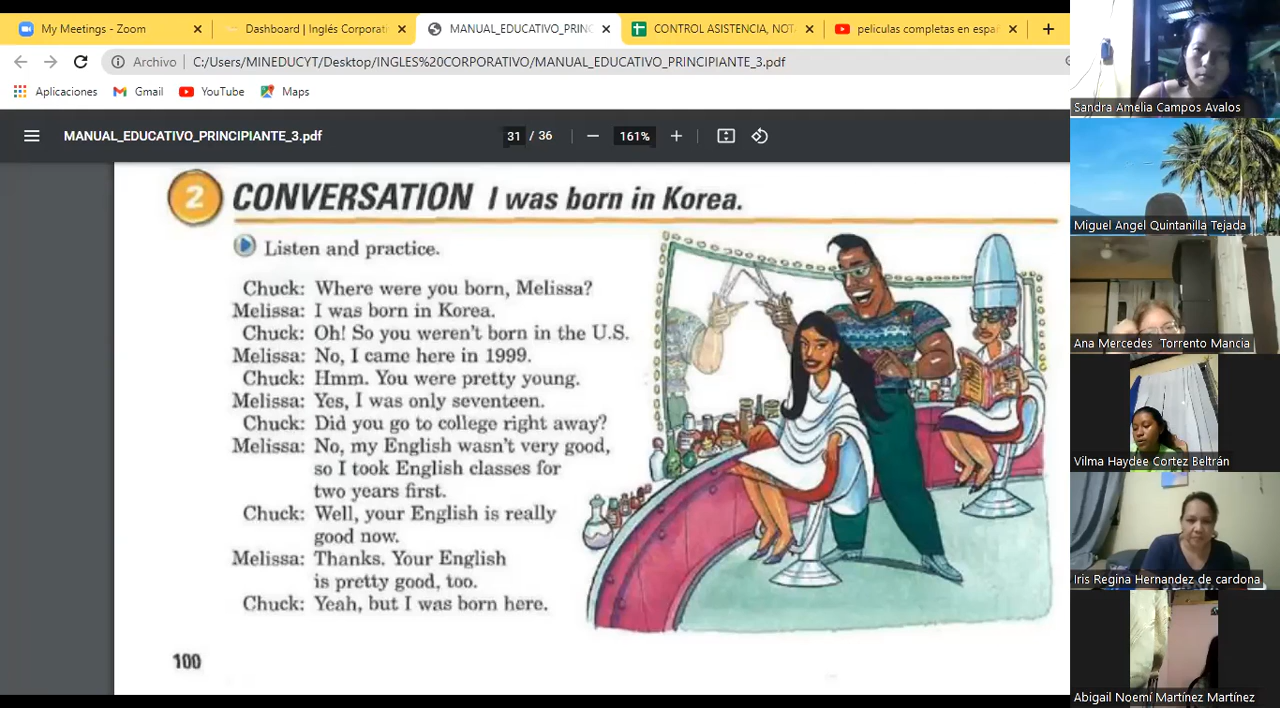 My Meetings - Zoom
Dashboard | Inglés Corporati
MANUAL_EDUCATIVO_PRINC
CONTROL ASISTENCIA, NOT
peliculas completas en espa
Archivo
C:/Users/MINEDUCYT/Desktop/INGLES%20CORPORATIVO/MANUAL_EDUCATIVO_PRINCIPIANTE_3.pdf
Aplicaciones
Gmail
YouTube
Maps
MANUAL_EDUCATIVO_PRINCIPIANTE_3.pdf
31 / 36
161%
2 CONVERSATION I was born in Korea.
Listen and practice.
Chuck: Where were you born, Melissa?
Melissa: I was born in Korea.
Chuck: Oh! So you weren't born in the U.S.
Melissa: No, I came here in 1999.
Chuck: Hmm. You were pretty young.
Melissa: Yes, I was only seventeen.
Chuck: Did you go to college right away?
Melissa: No, my English wasn't very good,
so I took English classes for
two years first.
Chuck: Well, your English is really
good now.
Melissa: Thanks. Your English
is pretty good, too.
Chuck: Yeah, but I was born here.
100
Sandra Amelia Campos Avalos
Miguel Angel Quintanilla Tejada
Ana Mercedes Torrento Mancia
Vilma Haydee Cortez Beltrán
Iris Regina Hernandez de cardona
Abigail Noemí Martínez Martínez